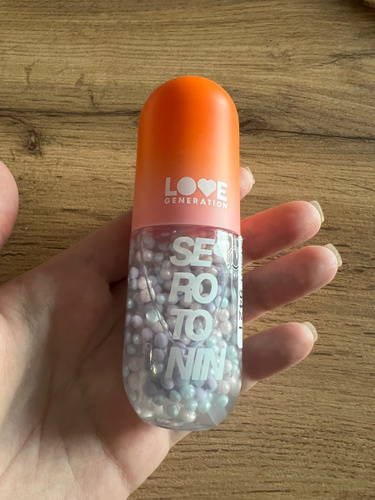 LOVE
GENERATION
SE
RO
TO
NIN